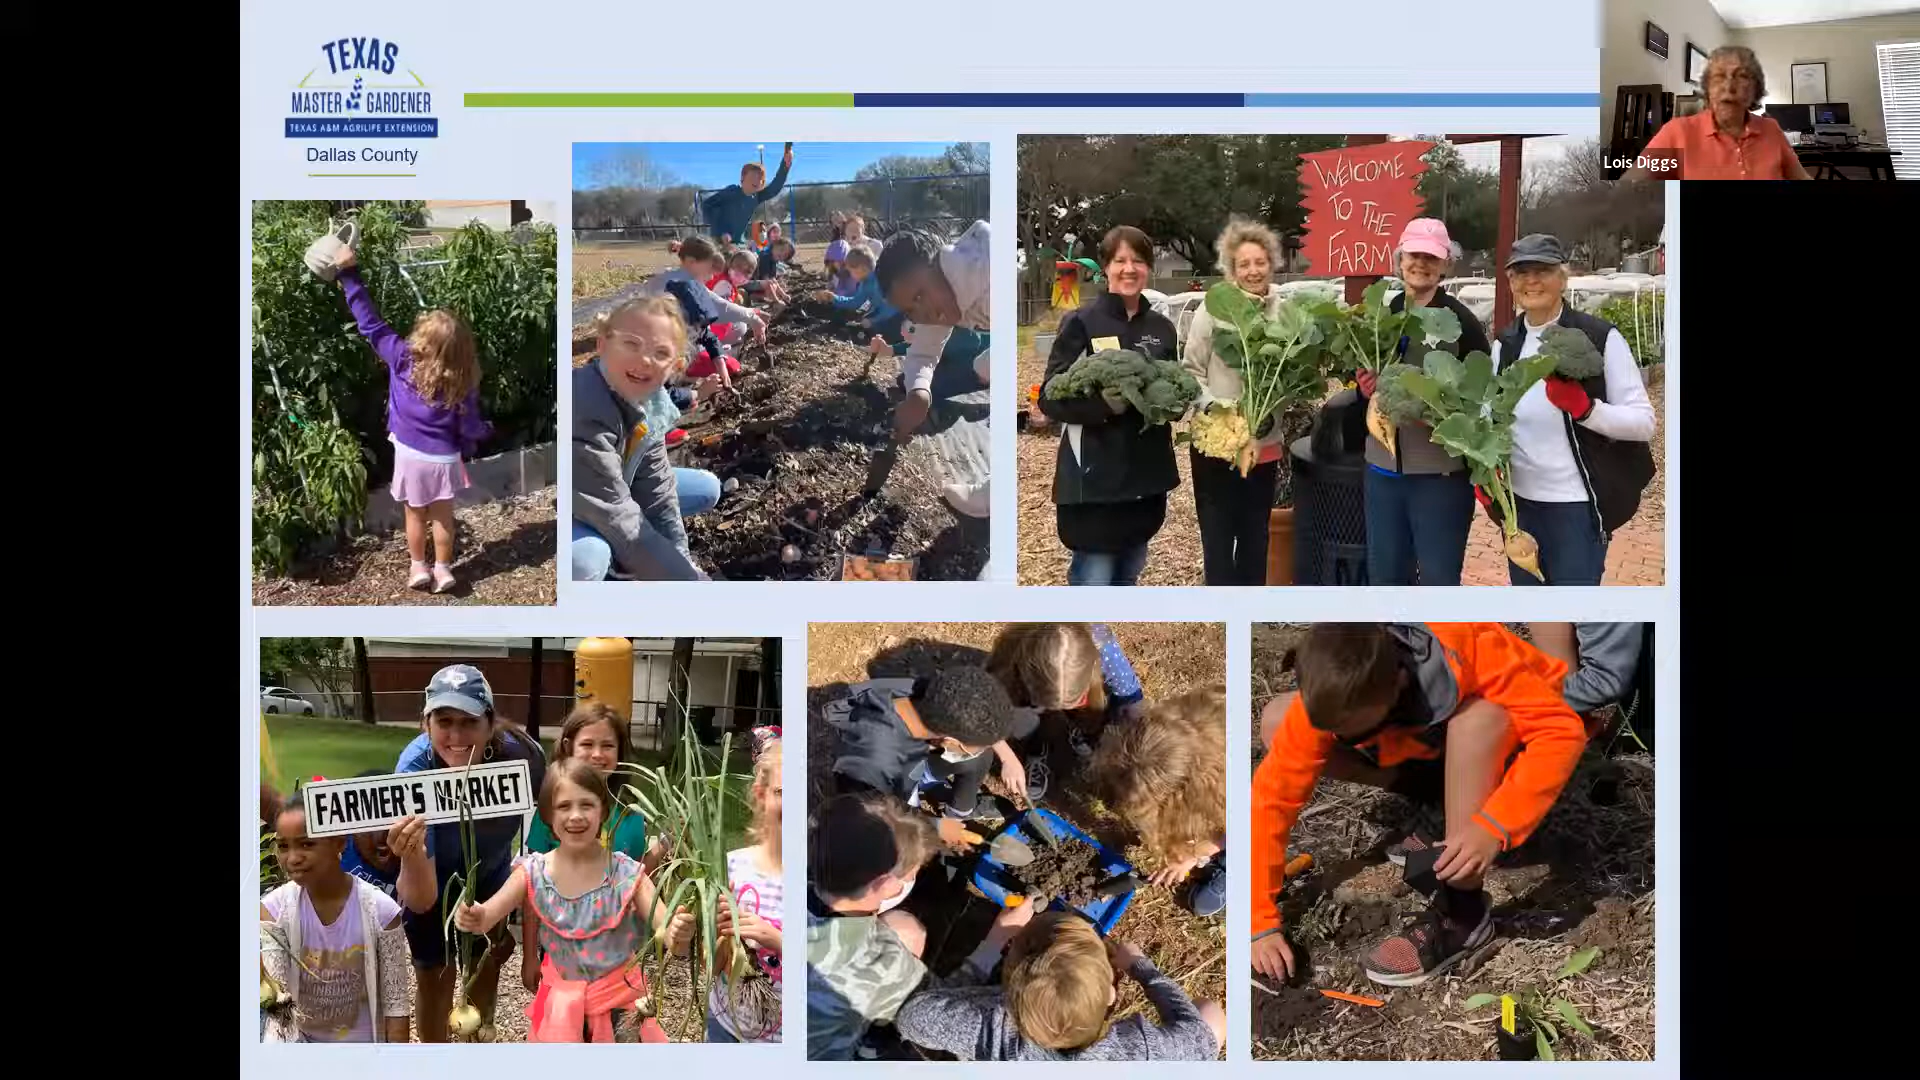 TEXAS
MASTER GARDENER
TEXAS A&M AGRILIFE EXTENSION
Dallas County
Lois Diggs
WELCOME
TO THE
FARM
FARMER'S MARKET